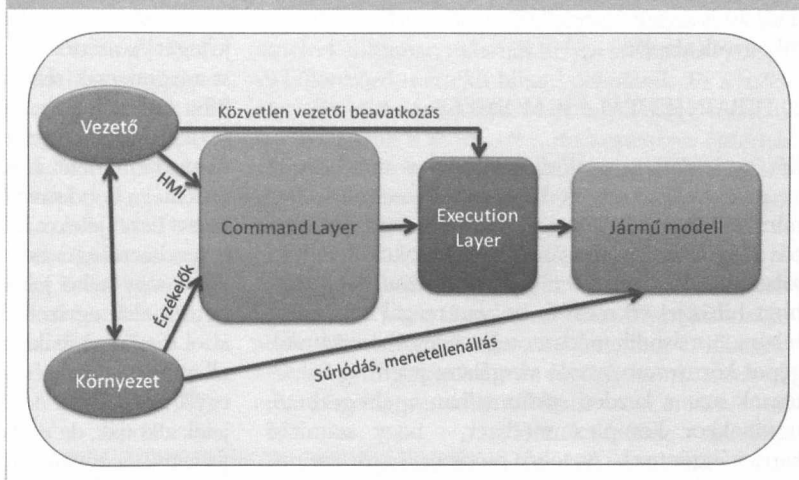 Vezető
Közvetlen vezetői beavatkozás
HMI
Command Layer
Execution
Layer
Jármű modell
Érzékelők
Környezet
Súrlódás, menetellenállás